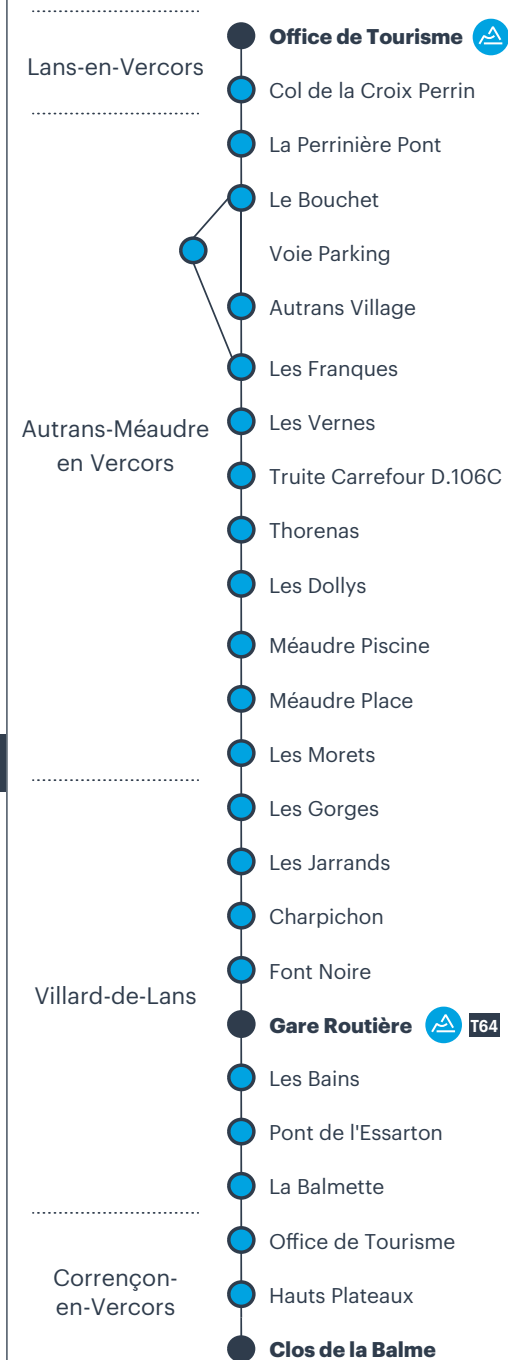 Lans-en-Vercors
Office de Tourisme
Col de la Croix Perrin
Autrans-Méaudre
en Vercors
La Perrinière Pont
Le Bouchet
Voie Parking
Autrans Village
Les Franques
Les Vernes
Truite Carrefour D.106C
Thorenas
Les Dollys
Méaudre Piscine
Méaudre Place
Les Morets
Villard-de-Lans
Les Gorges
Les Jarrands
Charpichon
Font Noire
Gare Routière T64
Les Bains
Pont de l'Essarton
La Balmette
Corrençon-
en-Vercors
Office de Tourisme
Hauts Plateaux
Clos de la Balme